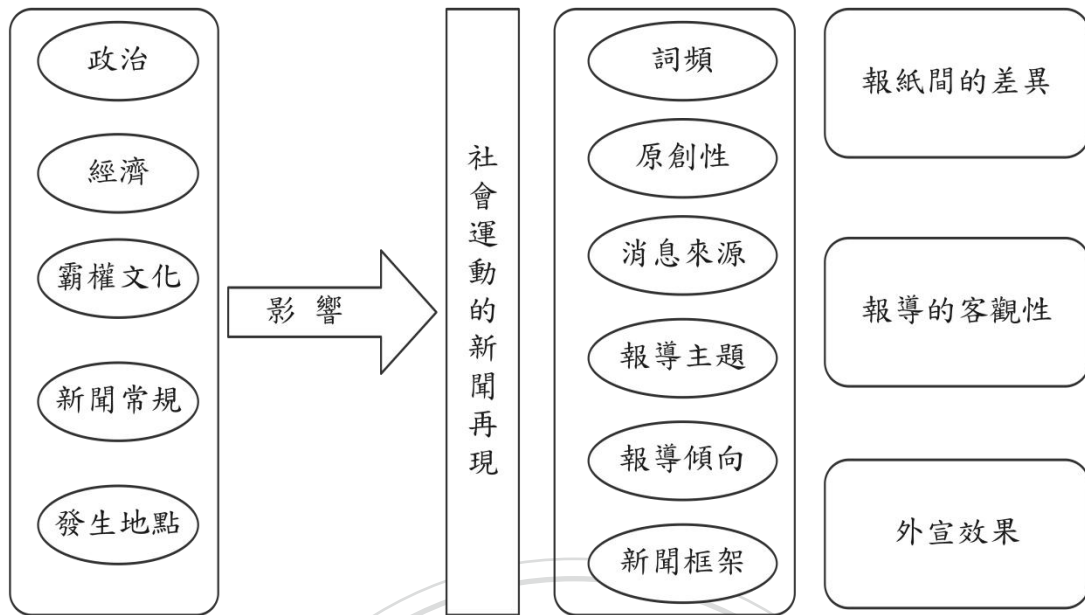 政治
經濟
霸權文化
新聞常規
發生地點
影響
社會運動的新聞再現
詞頻
原創性
消息來源
報導主題
報導傾向
新聞框架
報紙間的差異
報導的客觀性
外宣效果